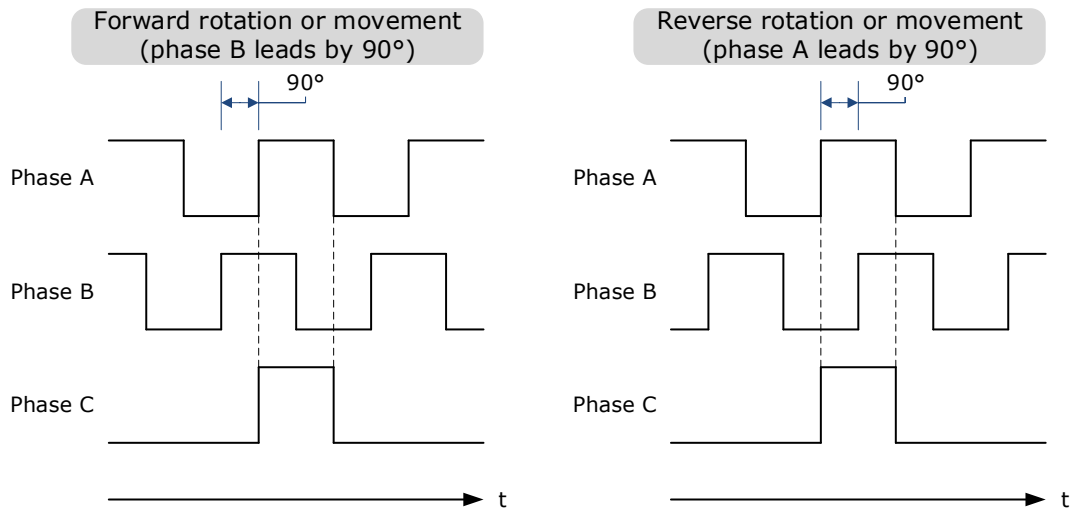 Forward rotation or movement
(phase B leads by 90°)
90°
Phase A
Phase B
Phase C
t
Reverse rotation or movement
(phase A leads by 90°)
90°
Phase A
Phase B
Phase C
t